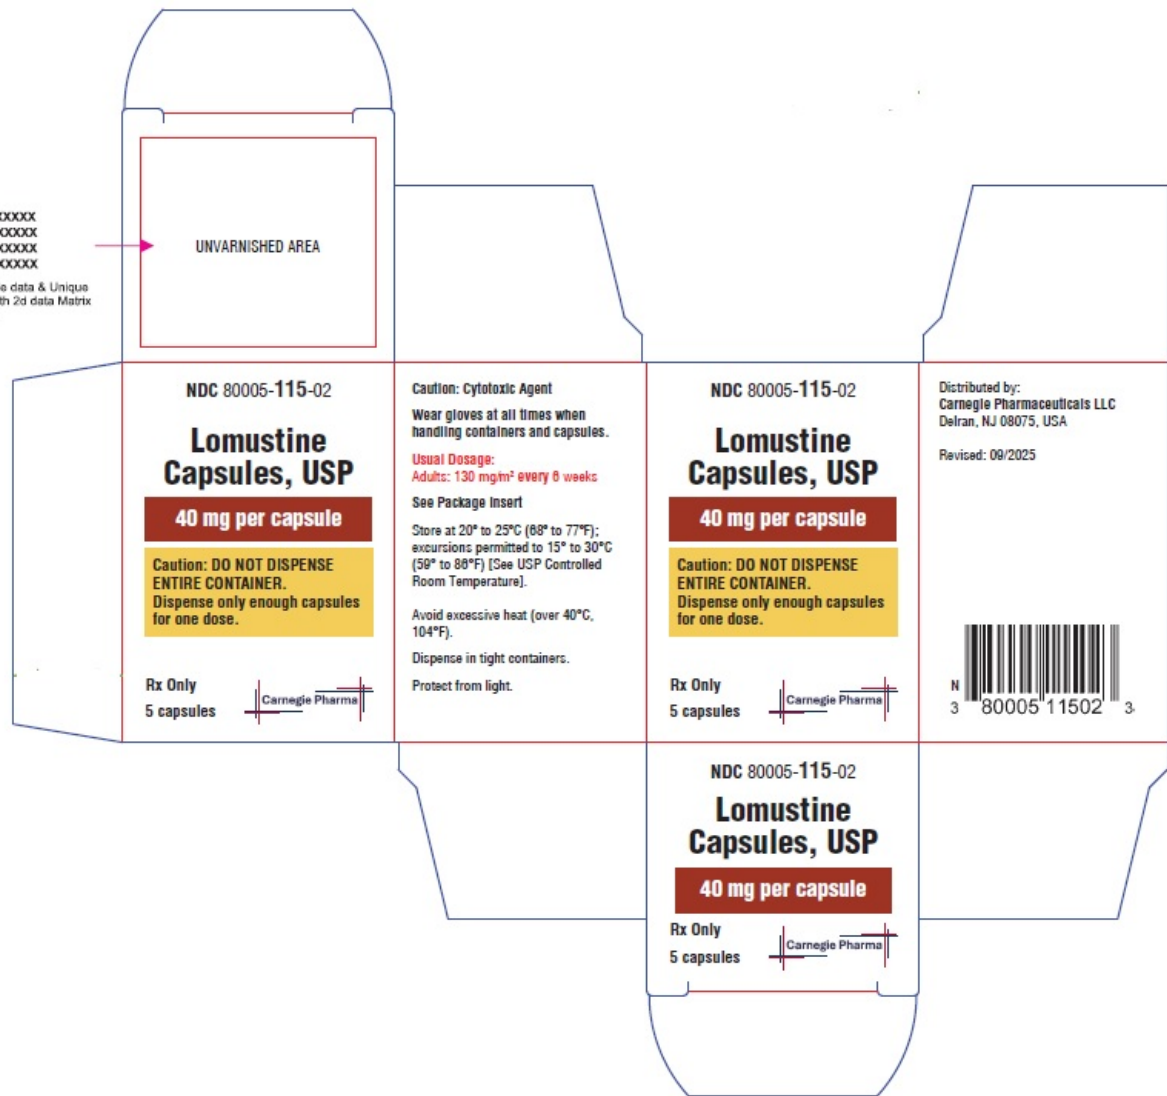 XXXXX
XXXXX
XXXXX
XXXXX
data & Unique
2d data Matrix
UNVARNISHED AREA
NDC 80005-115-02
Lomustine
Capsules, USP
40 mg per capsule
Caution: DO NOT DISPENSE
ENTIRE CONTAINER.
Dispense only enough capsules
for one dose.
Rx Only
5 capsules
Carnegie Pharma
Caution: Cytotoxic Agent
Wear gloves at all times when
handling containers and capsules.
Usual Dosage:
Adults: 130 mg/m² every 6 weeks
See Package Insert
Store at 20° to 25°C (68° to 77°F);
excursions permitted to 15° to 30°C
(59° to 86°F) [See USP Controlled
Room Temperature].
Avoid excessive heat (over 40°C,
104°F).
Dispense in tight containers.
Protect from light.
NDC 80005-115-02
Lomustine
Capsules, USP
40 mg per capsule
Caution: DO NOT DISPENSE
ENTIRE CONTAINER.
Dispense only enough capsules
for one dose.
Rx Only
5 capsules
Carnegie Pharma
Distributed by:
Carnegie Pharmaceuticals LLC
Delran, NJ 08075, USA
Revised: 09/2025
N
3 80005 11502 3
NDC 80005-115-02
Lomustine
Capsules, USP
40 mg per capsule
Rx Only
5 capsules
Carnegie Pharma